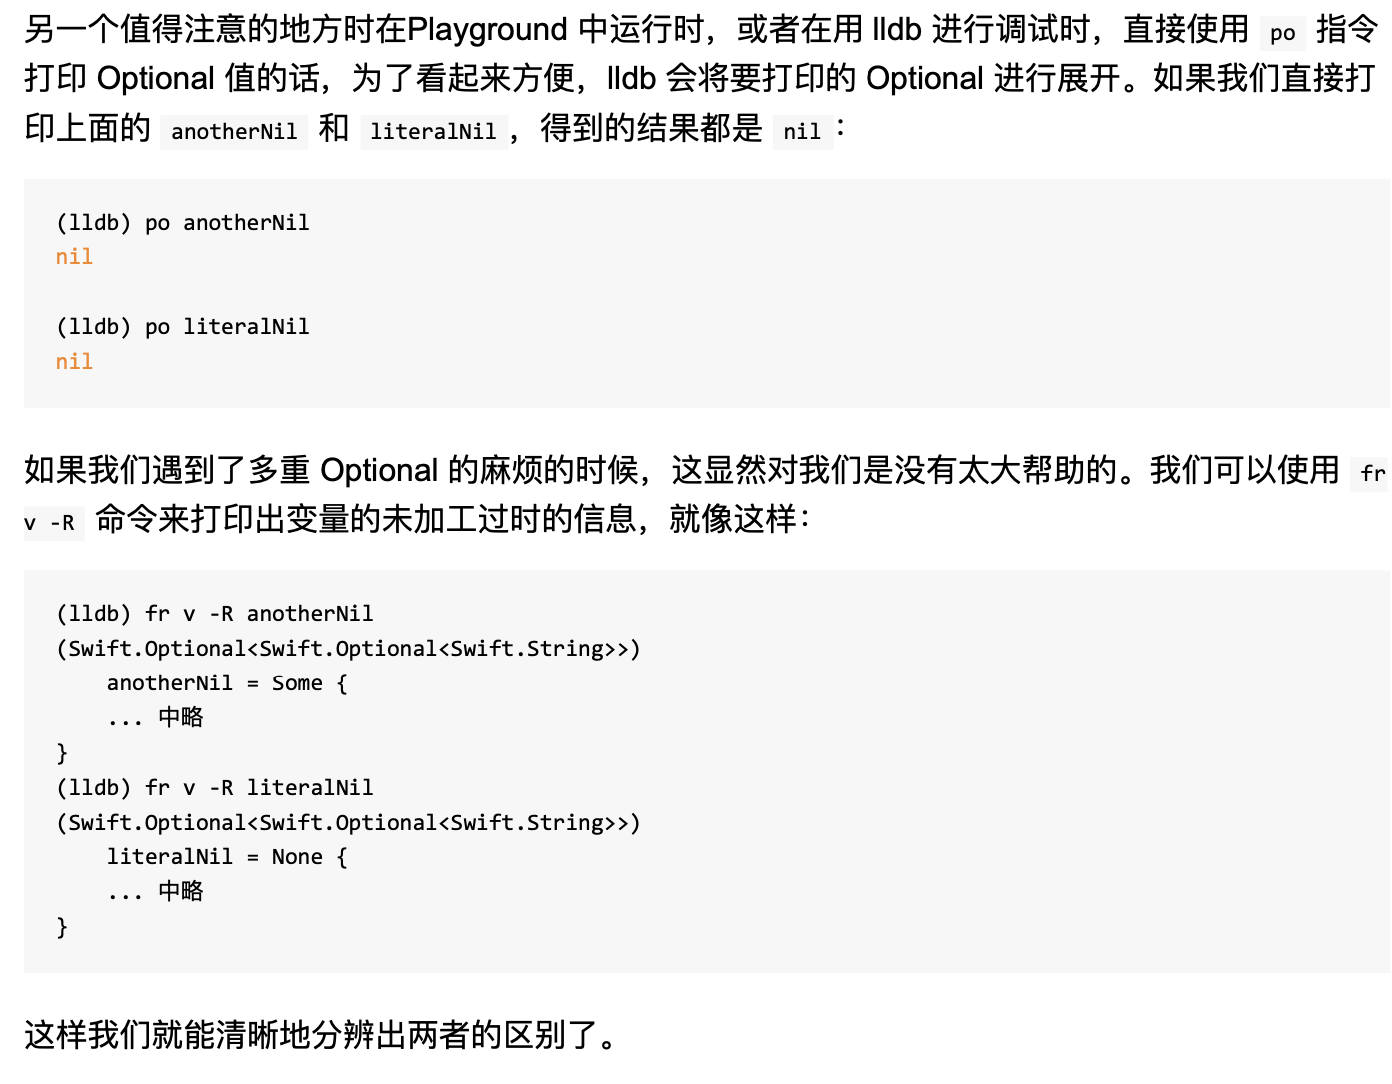 另一个值得注意的地方时在Playground 中运行时，或者在用 lldb 进行调试时，直接使用 po 指令
打印 Optional 值的话，为了看起来方便，lldb 会将要打印的 Optional 进行展开。如果我们直接打
印上面的 anotherNil 和 literalNil，得到的结果都是 nil：
(lldb) po anotherNil
nil
(lldb) po literalNil
nil
如果我们遇到了多重 Optional 的麻烦的时候，这显然对我们是没有太大帮助的。我们可以使用 fr
v -R 命令来打印出变量的未加工过时的信息，就像这样：
(lldb) fr v -R anotherNil
(Swift.Optional<Swift.Optional<Swift.String>>)
    anotherNil = Some {
    ... 中略
}
(lldb) fr v -R literalNil
(Swift.Optional<Swift.Optional<Swift.String>>)
    literalNil = None {
    ... 中略
}
这样我们就能清晰地分辨出两者的区别了。